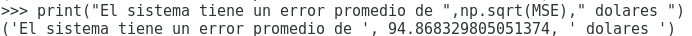 >>> print("El sistema tiene un error promedio de ",np.sqrt(MSE)," dolares ")
('El sistema tiene un error promedio de ', 94.868329805051374, ' dolares ')